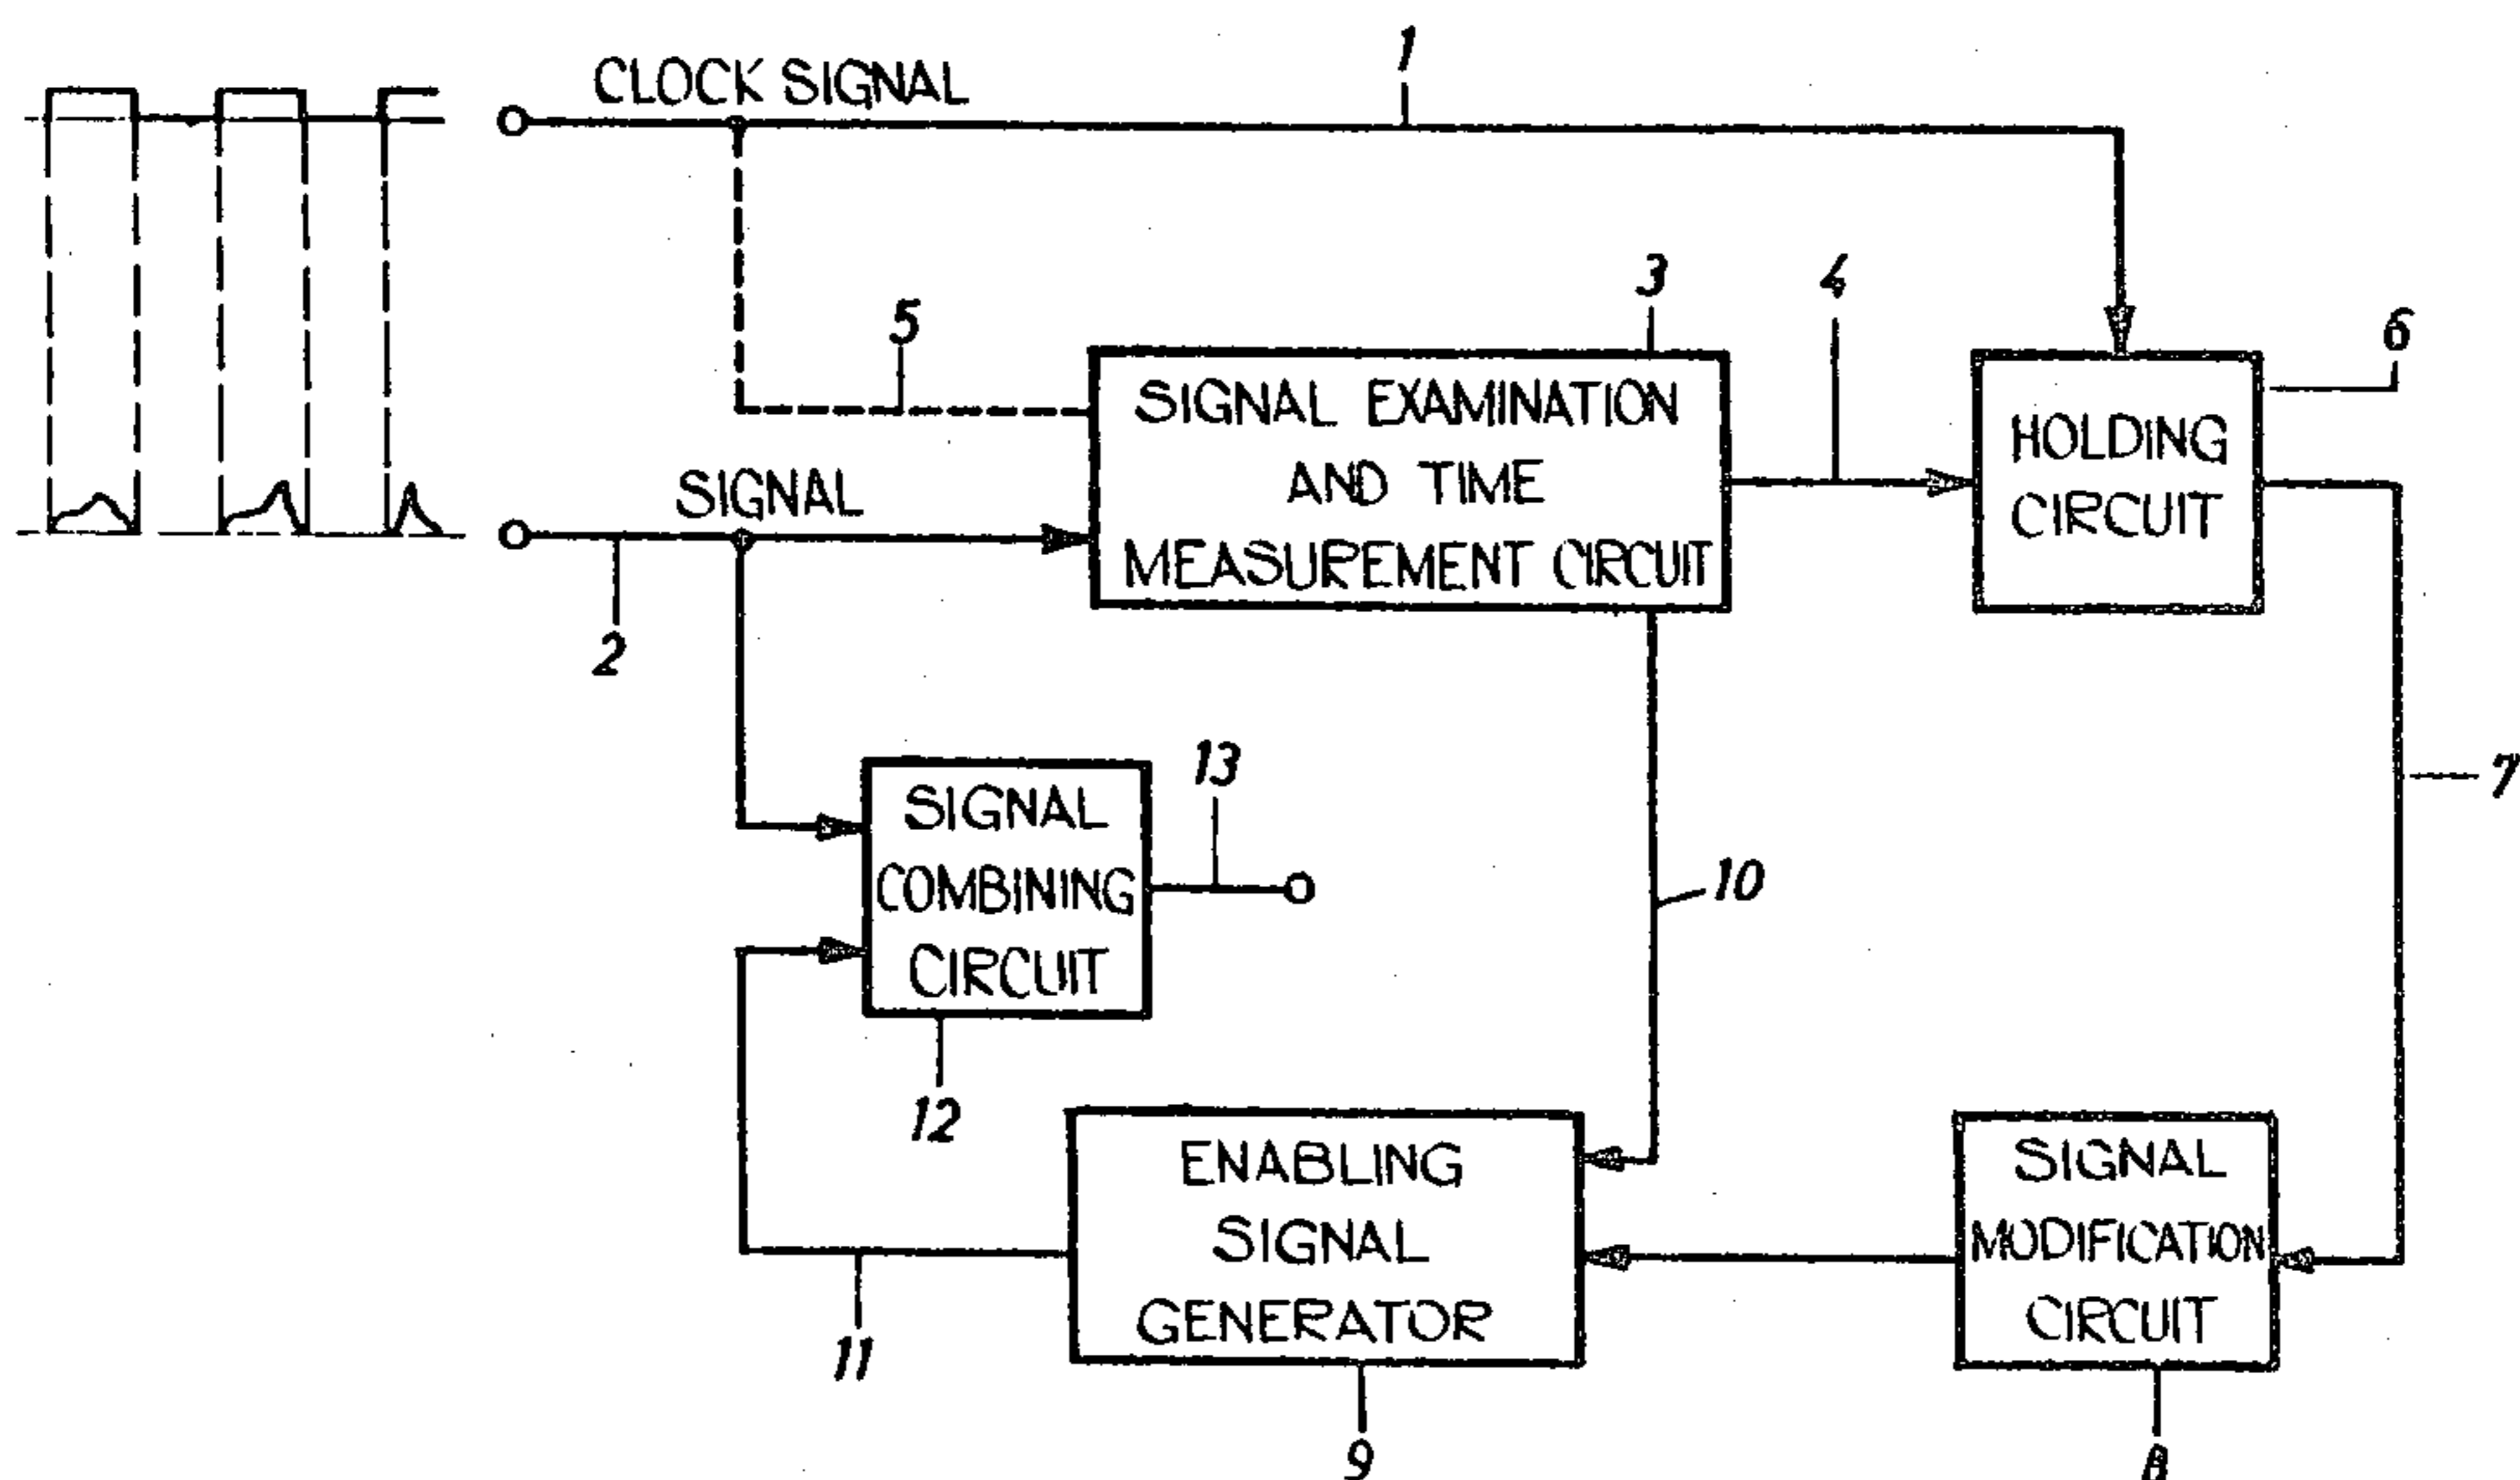 1
CLOCK SIGNAL
3
4
5
6
SIGNAL EXAMINATION
AND TIME
MEASUREMENT CIRCUIT
HOLDING
CIRCUIT
SIGNAL
2
13
7
SIGNAL
COMBINING
CIRCUIT
10
12
ENABLING
SIGNAL
GENERATOR
SIGNAL
MODIFICATION
CIRCUIT
11
9
8